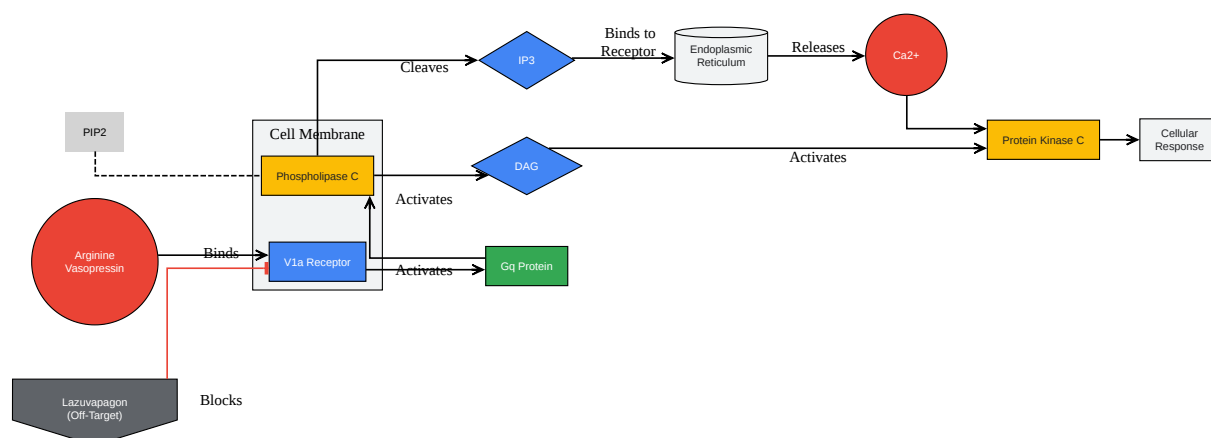 Binds to
Receptor
IP3
Endoplasmic
Reticulum
Releases
Ca2+
Cleaves
PIP2
Cell Membrane
Protein Kinase C
Cellular
Response
Activates
DAG
Phospholipase C
Activates
Arginine
Vasopressin
Binds
V1a Receptor
Activates
Gq Protein
Lazuvapagon
(Off-Target)
Blocks